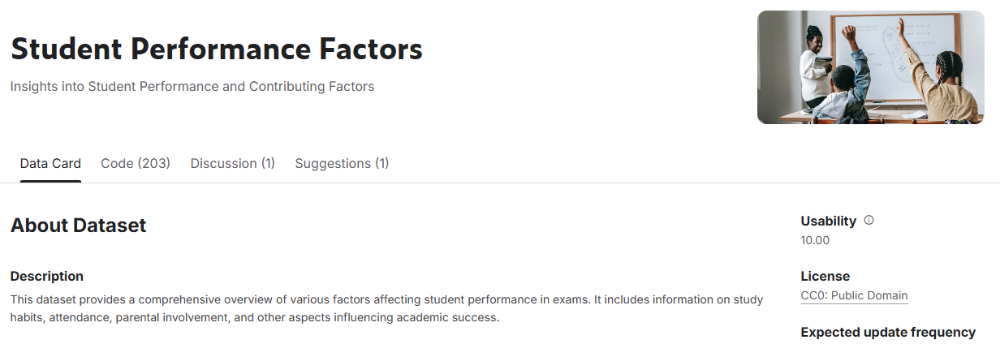 Student Performance Factors
Insights into Student Performance and Contributing Factors
Data Card
Code (203)
Discussion (1)
Suggestions (1)
About Dataset
Description
This dataset provides a comprehensive overview of various factors affecting student performance in exams. It includes information on study
habits, attendance, parental involvement, and other aspects influencing academic success.
Usability
10.00
License
CC0: Public Domain
Expected update frequency